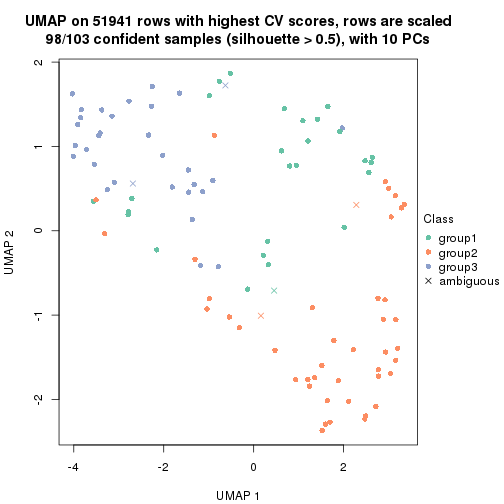 UMAP on 51941 rows with highest CV scores, rows are scaled
98/103 confident samples (silhouette > 0.5), with 10 PCs
2
1
0
-1
-2
UMAP 2
-4
-2
0
2
UMAP 1
Class
group1
group2
group3
ambiguous